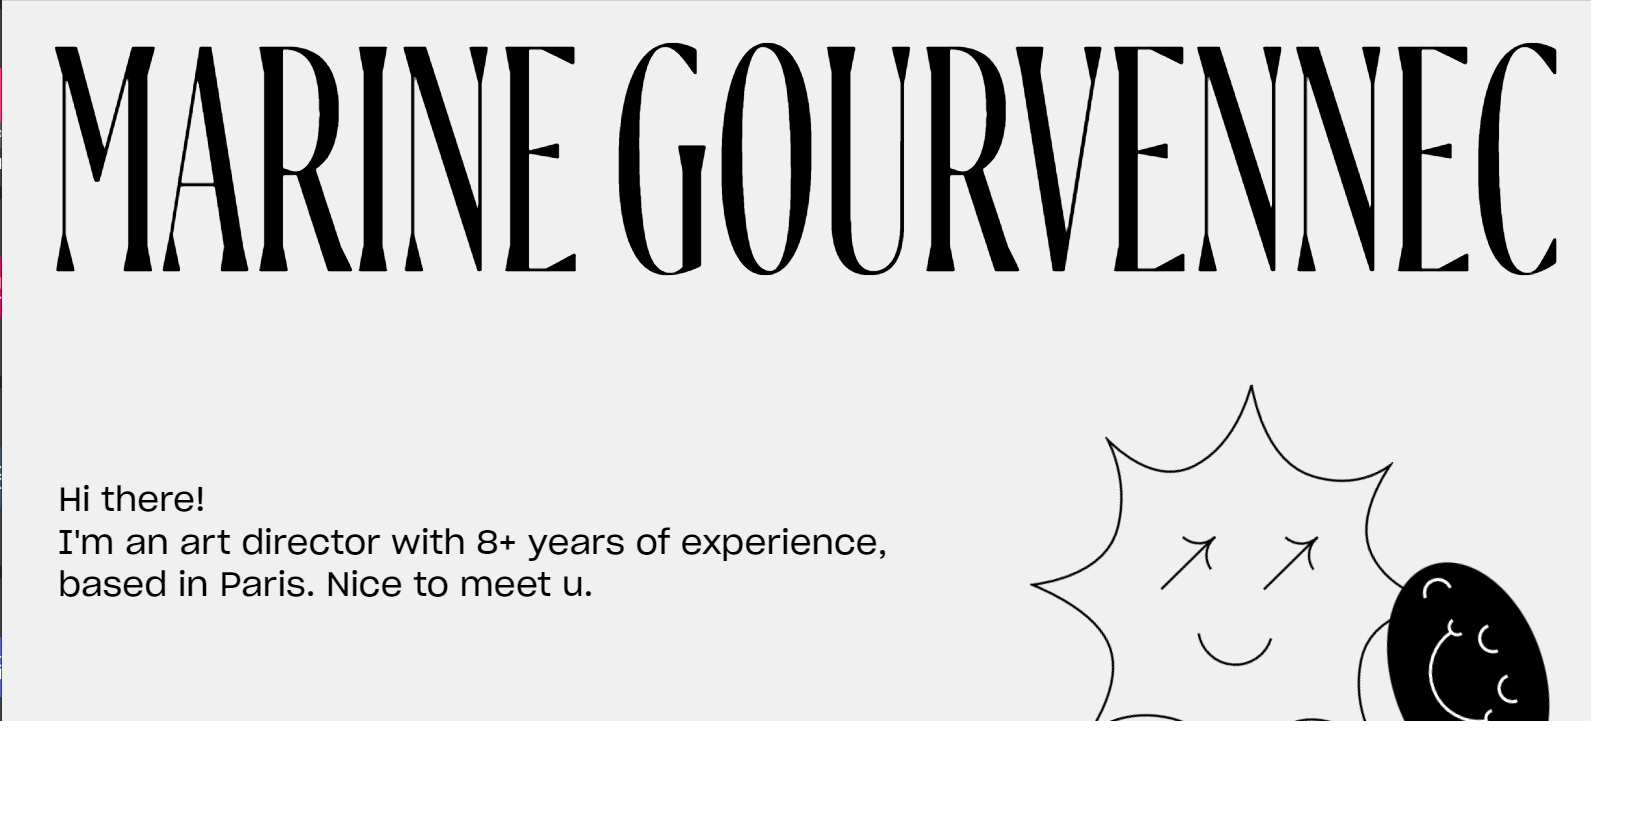 MARINE GOURVENNEC
Hi there!
I'm an art director with 8+ years of experience,
based in Paris. Nice to meet u.